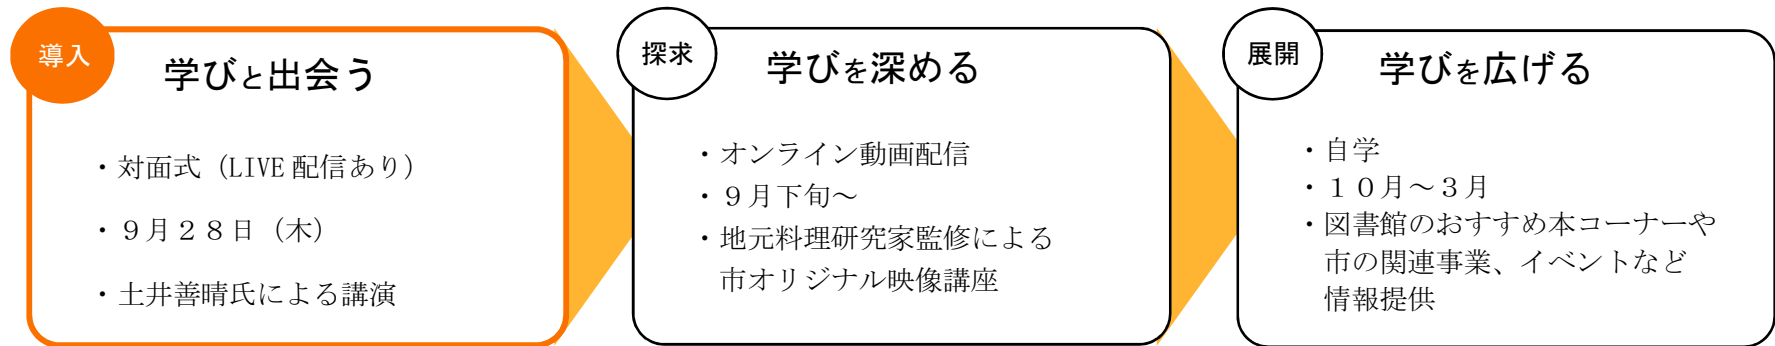 導入
学びと出会う
・対面式（LIVE配信あり）
・９月２８日（木）
・土井善晴氏による講演
探求
学びを深める
・オンライン動画配信
・９月下旬～
・地元料理研究家監修による
市オリジナル映像講座
展開
学びを広げる
・自学
・１０月～３月
・図書館のおすすめ本コーナーや
市の関連事業、イベントなど
情報提供